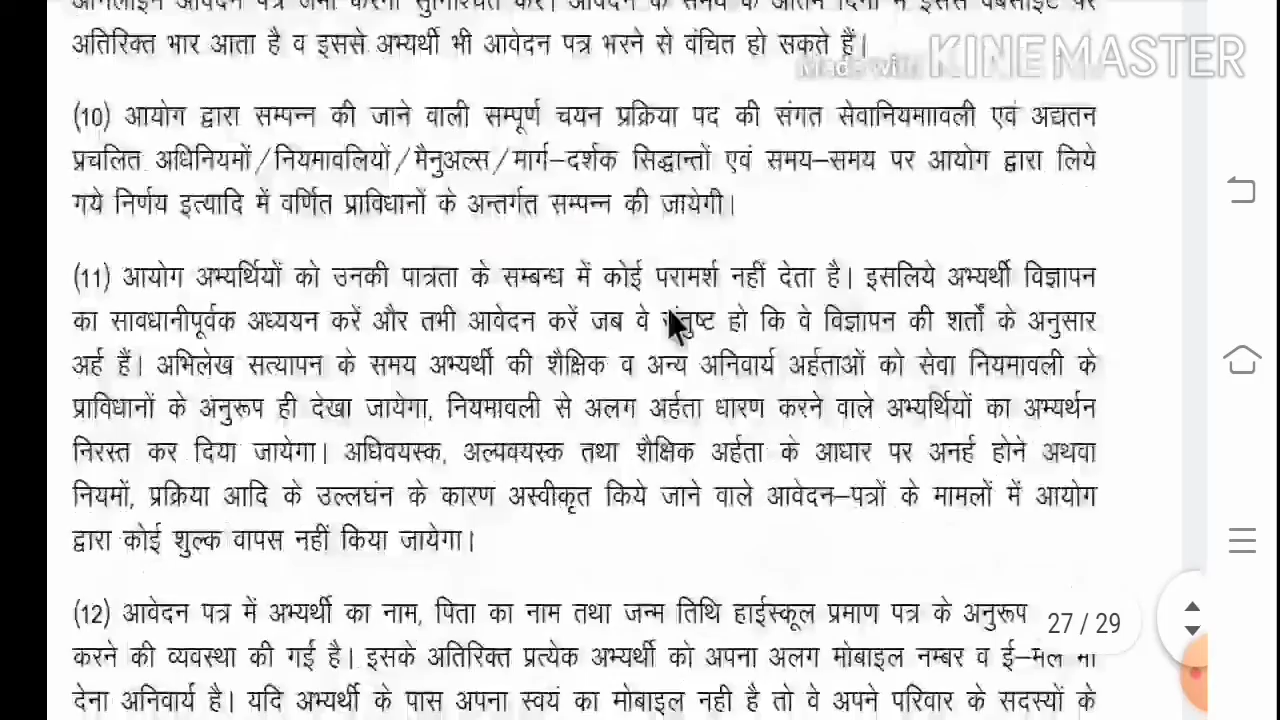 अतिरिक्त भार आता है व इससे अभ्यर्थी भी आवेदन पत्र भरने से वंचित हो सकते हैं।
Made with KINEMASTER
(10) आयोग द्वारा सम्पन्न की जाने वाली सम्पूर्ण चयन प्रक्रिया पद की संगत सेवानियमाावली एवं अद्यतन
प्रचलित अधिनियमों/नियमावलियों/मैनुअल्स/मार्ग–दर्शक सिद्धान्तों एवं समय–समय पर आयोग द्वारा लिये
गये निर्णय इत्यादि में वर्णित प्राविधानों के अन्तर्गत सम्पन्न की जायेगी।
(11) आयोग अभ्यर्थियों को उनकी पात्रता के सम्बन्ध में कोई परामर्श नहीं देता है। इसलिये अभ्यर्थी विज्ञापन
का सावधानीपूर्वक अध्ययन करें और तभी आवेदन करें जब वे संतुष्ट हो कि वे विज्ञापन की शर्तों के अनुसार
अर्ह हैं। अभिलेख सत्यापन के समय अभ्यर्थी की शैक्षिक व अन्य अनिवार्य अर्हताओं को सेवा नियमावली के
प्राविधानों के अनुरूप ही देखा जायेगा, नियमावली से अलग अर्हता धारण करने वाले अभ्यर्थियों का अभ्यर्थन
निरस्त कर दिया जायेगा। अधिवयस्क, अल्पवयस्क तथा शैक्षिक अर्हता के आधार पर अनर्ह होने अथवा
नियमों, प्रक्रिया आदि के उल्लघंन के कारण अस्वीकृत किये जाने वाले आवेदन–पत्रों के मामलों में आयोग
द्वारा कोई शुल्क वापस नहीं किया जायेगा।
(12) आवेदन पत्र में अभ्यर्थी का नाम, पिता का नाम तथा जन्म तिथि हाईस्कूल प्रमाण पत्र के अनुरूप
27 / 29
करने की व्यवस्था की गई है। इसके अतिरिक्त प्रत्येक अभ्यर्थी को अपना अलग मोबाइल नम्बर व ई–मेल
देना अनिवार्य है। यदि अभ्यर्थी के पास अपना स्वयं का मोबाइल नही है तो वे अपने परिवार के सदस्यों के